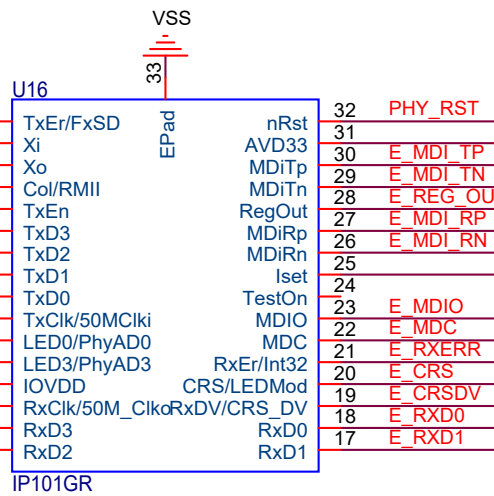 VSS
33
U16
EPad
TxEr/FxSD nRst 32 PHY_RST
Xi AVD33 31
Xo MDiTp 30 E_MDI_TP
Col/RMII MDiTn 29 E_MDI_TN
TxEn RegOut 28 E_REG_OU
TxD3 MDiRp 27 E_MDI_RP
TxD2 MDiRn 26 E_MDI_RN
TxD1 Iset 25
TxD0 TestOn 24
TxClk/50MClki MDIO 23 E_MDIO
LED0/PhyAD0 MDC 22 E_MDC
LED3/PhyAD3 RxEr/Int32 21 E_RXERR
IOVDD CRS/LEDMod 20 E_CRS
RxClk/50M_Clko RxDV/CRS_DV 19 E_CRSDV
RxD3 RxD0 18 E_RXD0
RxD2 RxD1 17 E_RXD1
IP101GR